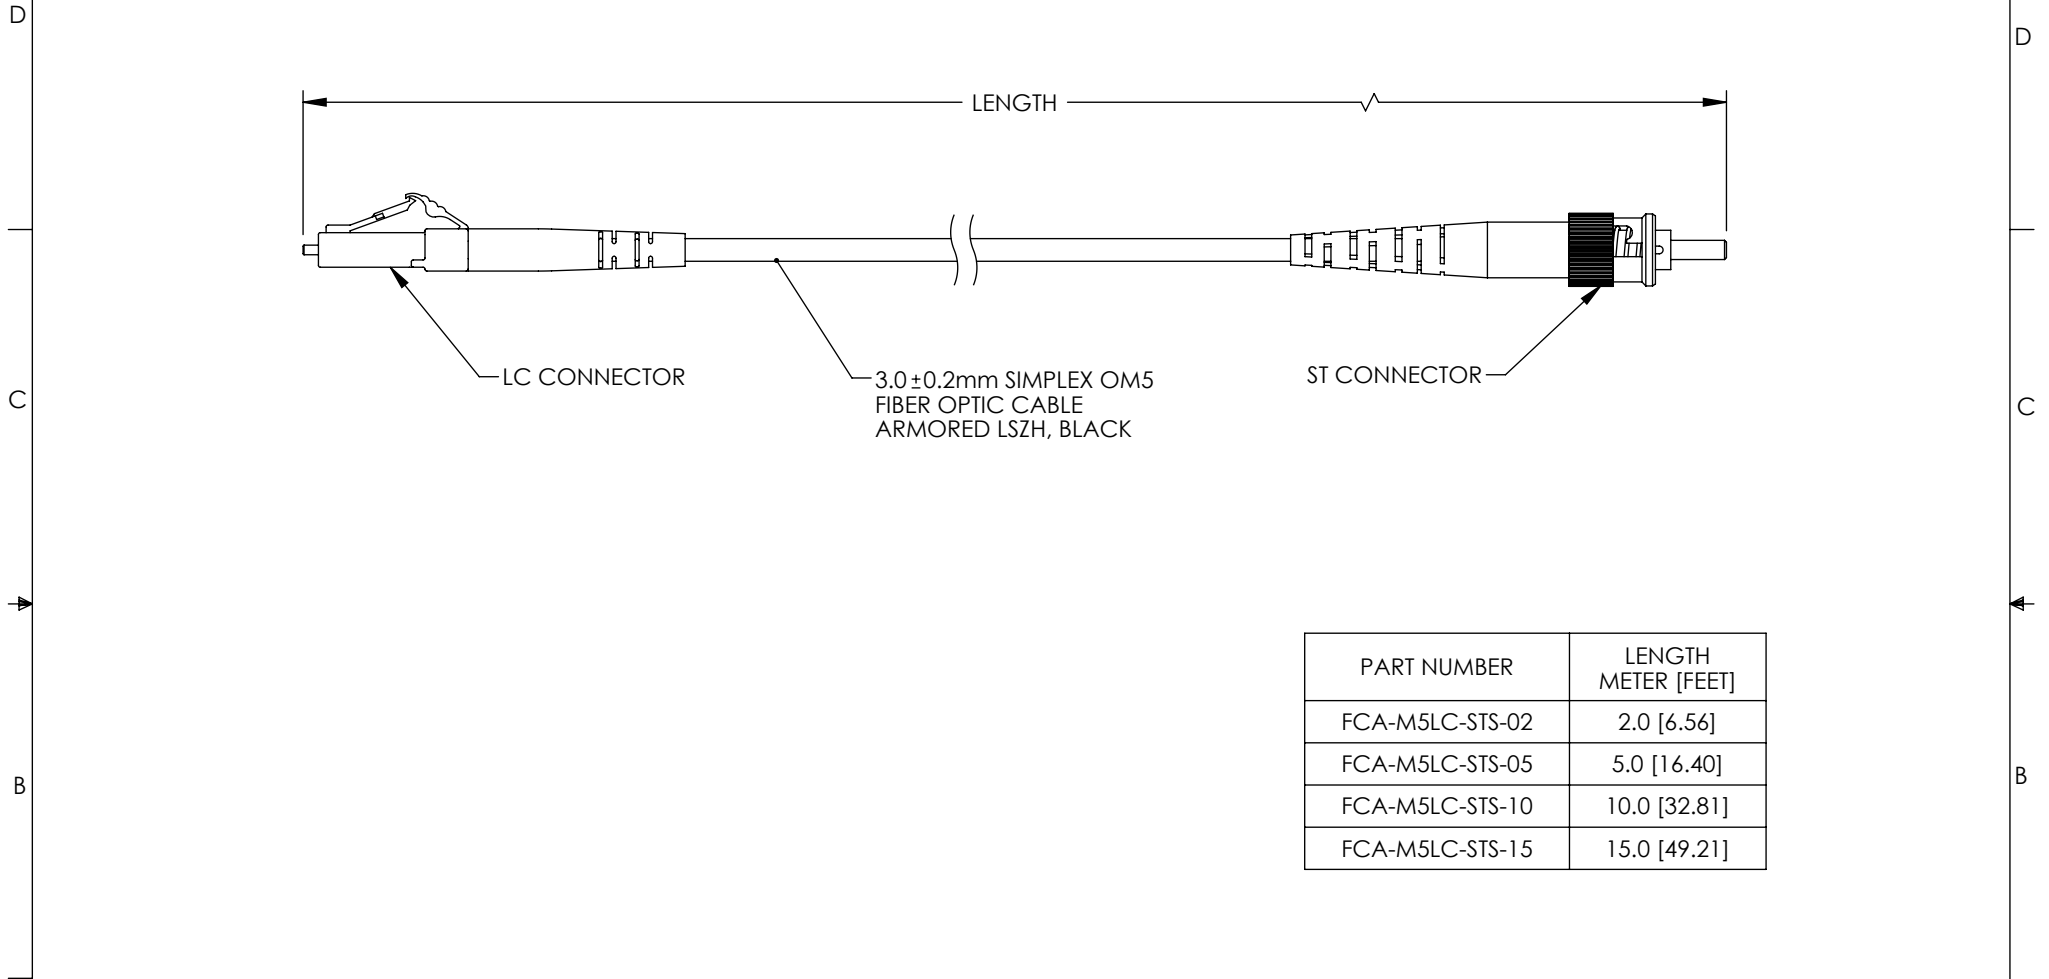 D
D
LENGTH
LC CONNECTOR
3.0±0.2mm SIMPLEX OM5
FIBER OPTIC CABLE
ARMORED LSZH, BLACK
ST CONNECTOR
C
C
PART NUMBER
LENGTH
METER [FEET]
FCA-M5LC-STS-02 2.0 [6.56]
FCA-M5LC-STS-05 5.0 [16.40]
FCA-M5LC-STS-10 10.0 [32.81]
FCA-M5LC-STS-15 15.0 [49.21]
B
B